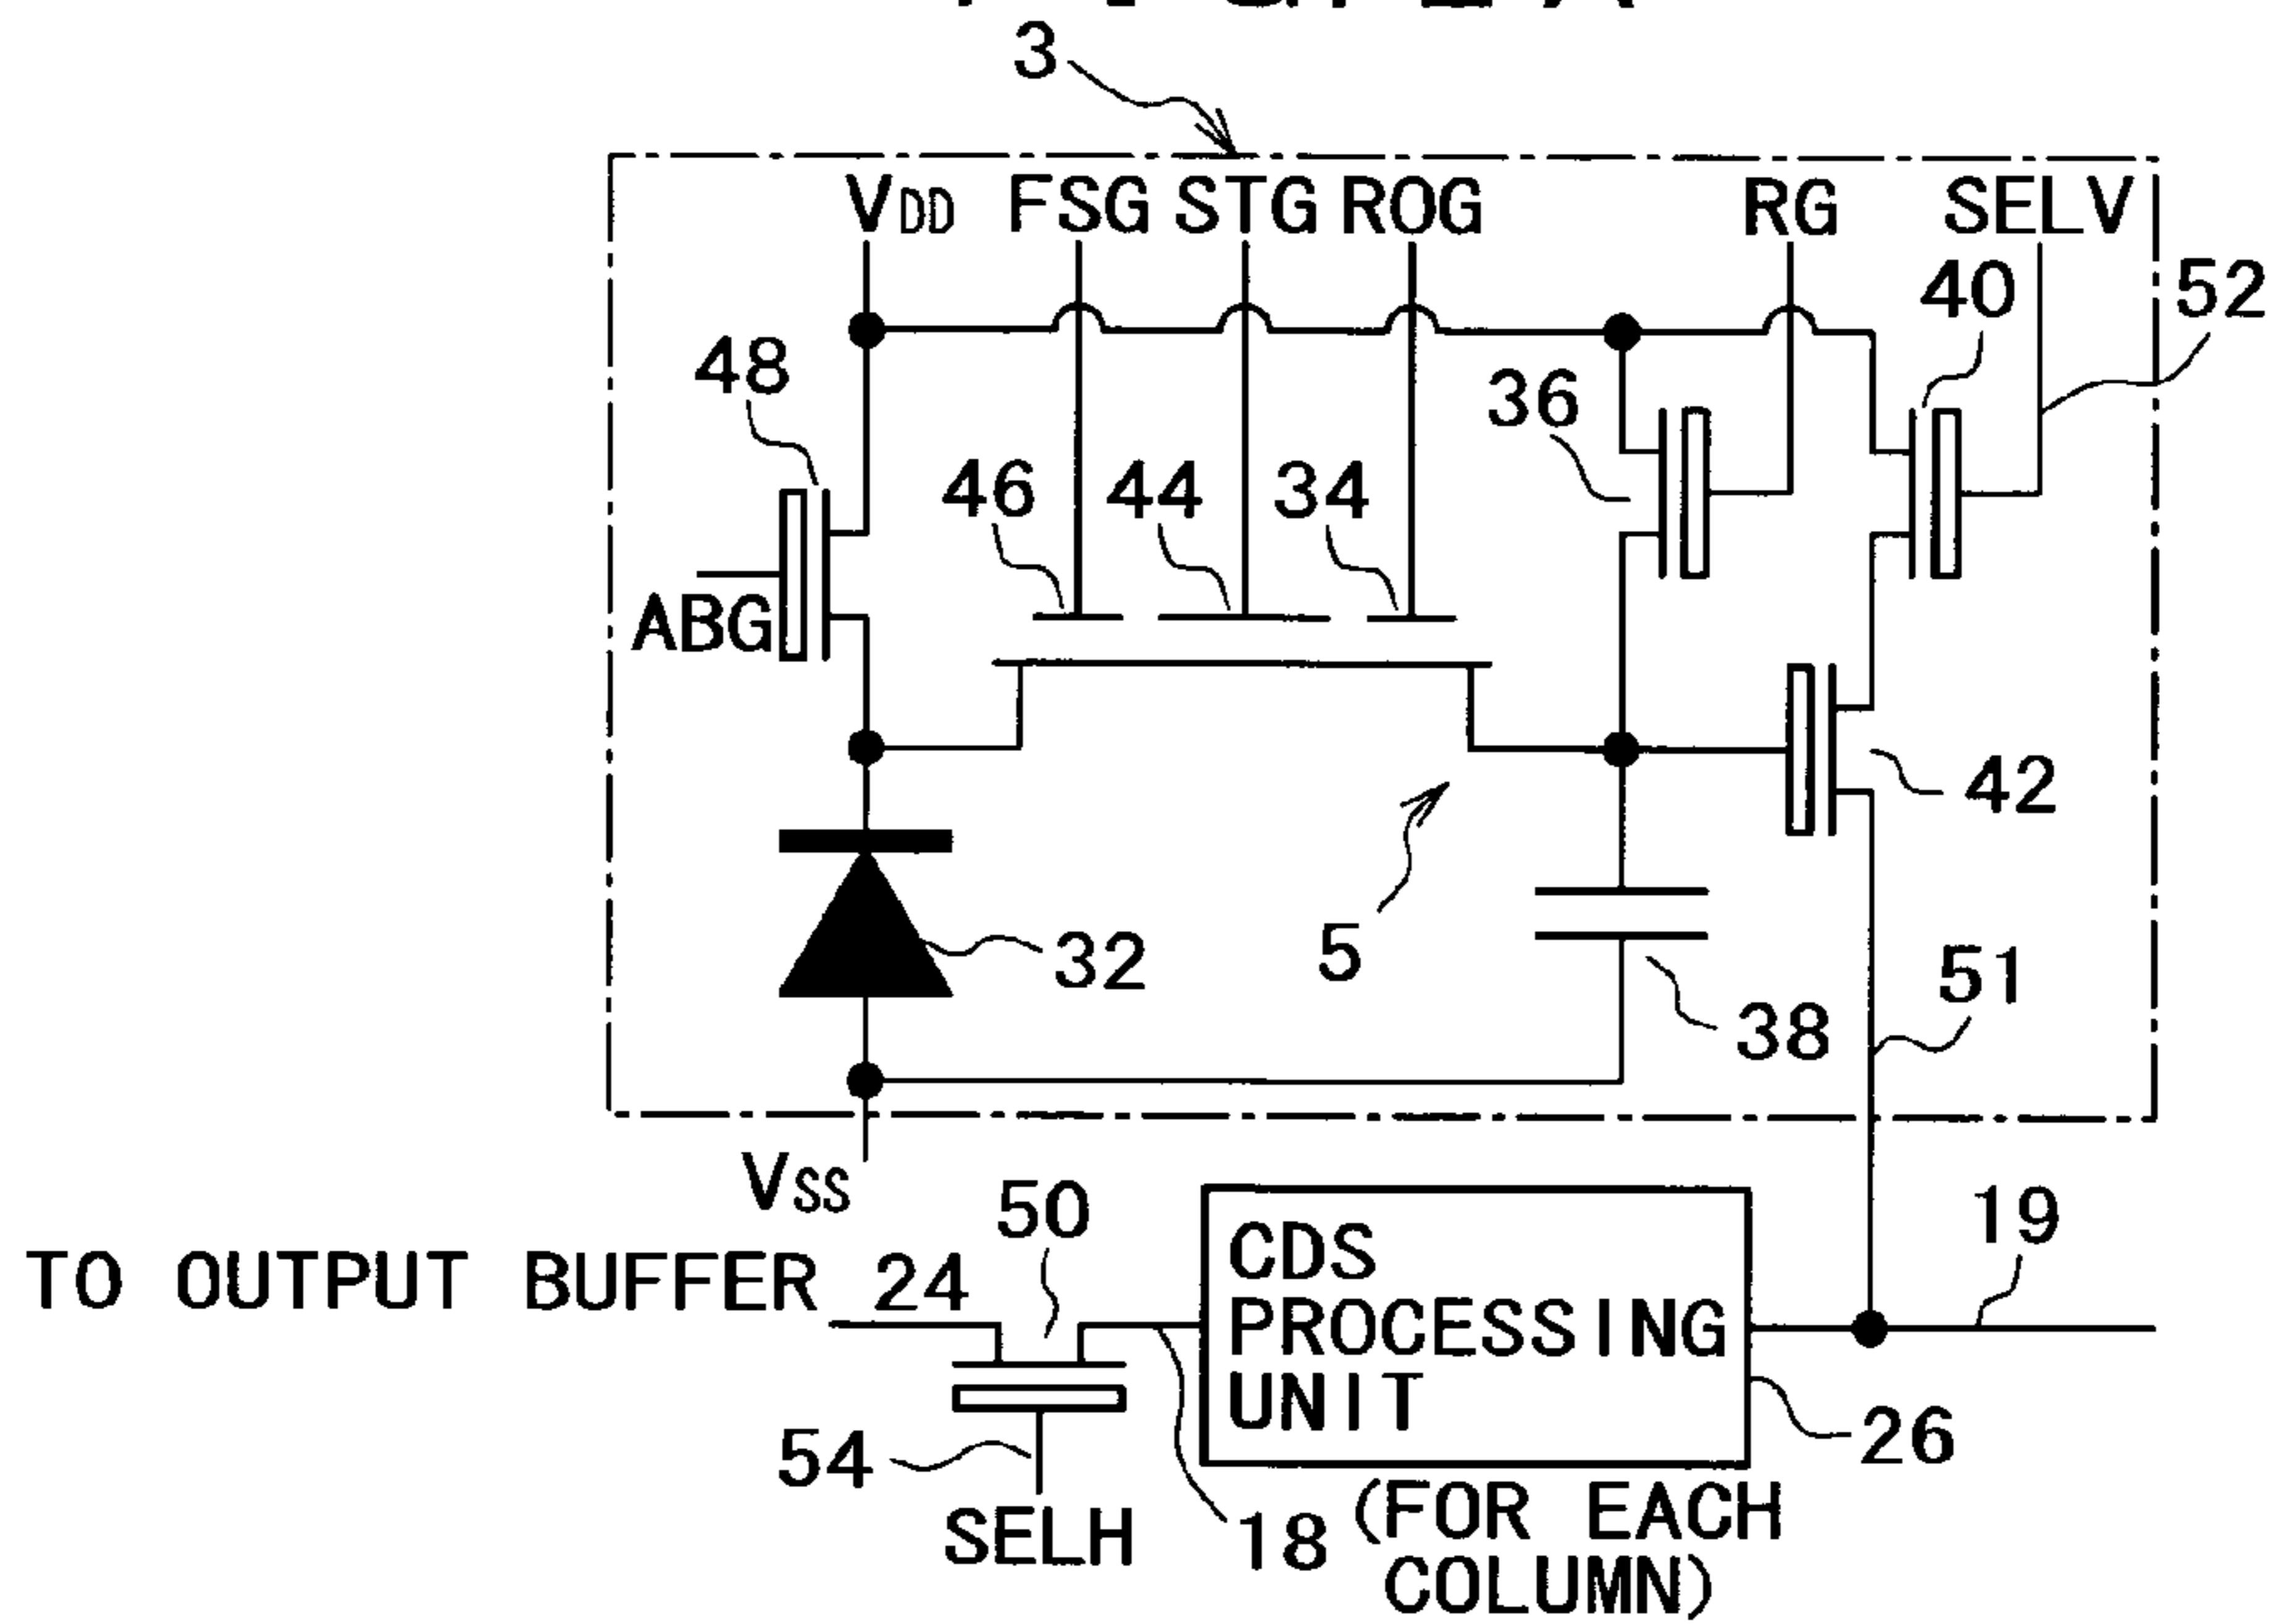 3
VDD FSG STG ROG RG SELV
40 52
48
36
46 44 34
ABG
42
32
5
51
38
VSS
50
19
TO OUTPUT BUFFER 24
CDS
PROCESSING
UNIT
26
54
SELH
18
(FOR EACH
COLUMN)